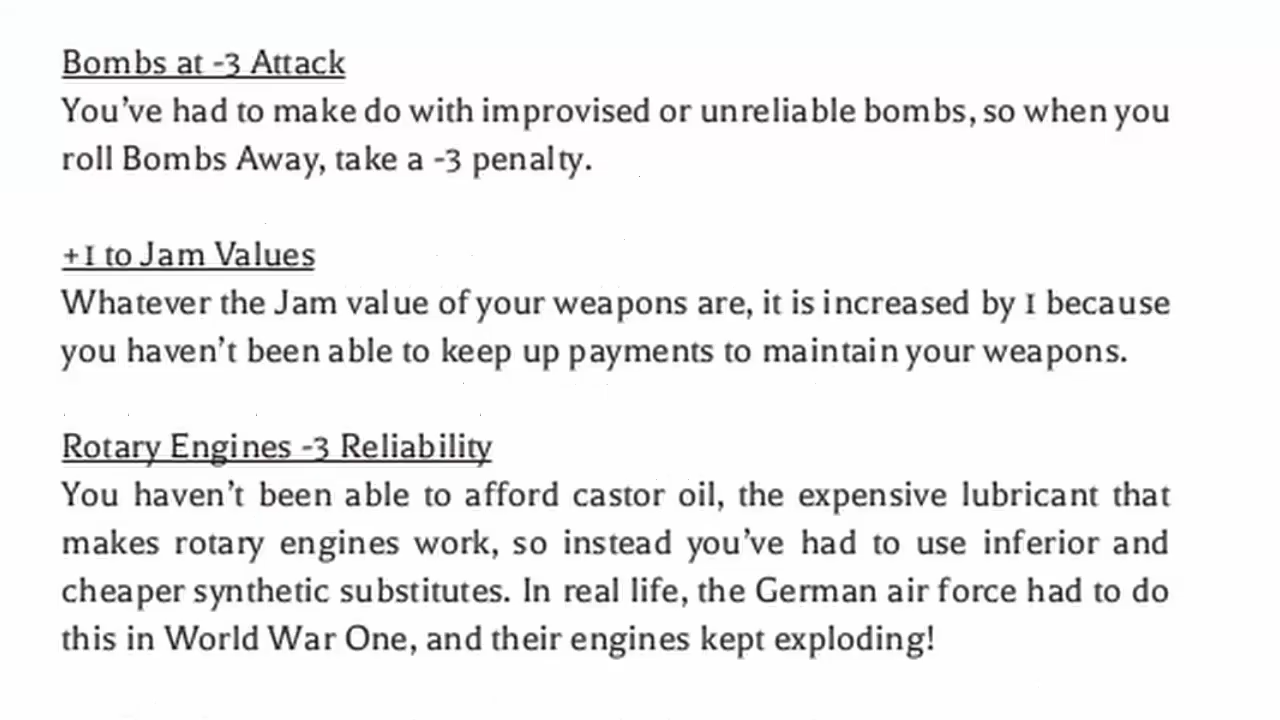 Bombs at -3 Attack
You've had to make do with improvised or unreliable bombs, so when you
roll Bombs Away, take a -3 penalty.
+1 to Jam Values
Whatever the Jam value of your weapons are, it is increased by 1 because
you haven't been able to keep up payments to maintain your weapons.
Rotary Engines -3 Reliability
You haven't been able to afford castor oil, the expensive lubricant that
makes rotary engines work, so instead you've had to use inferior and
cheaper synthetic substitutes. In real life, the German air force had to do
this in World War One, and their engines kept exploding!